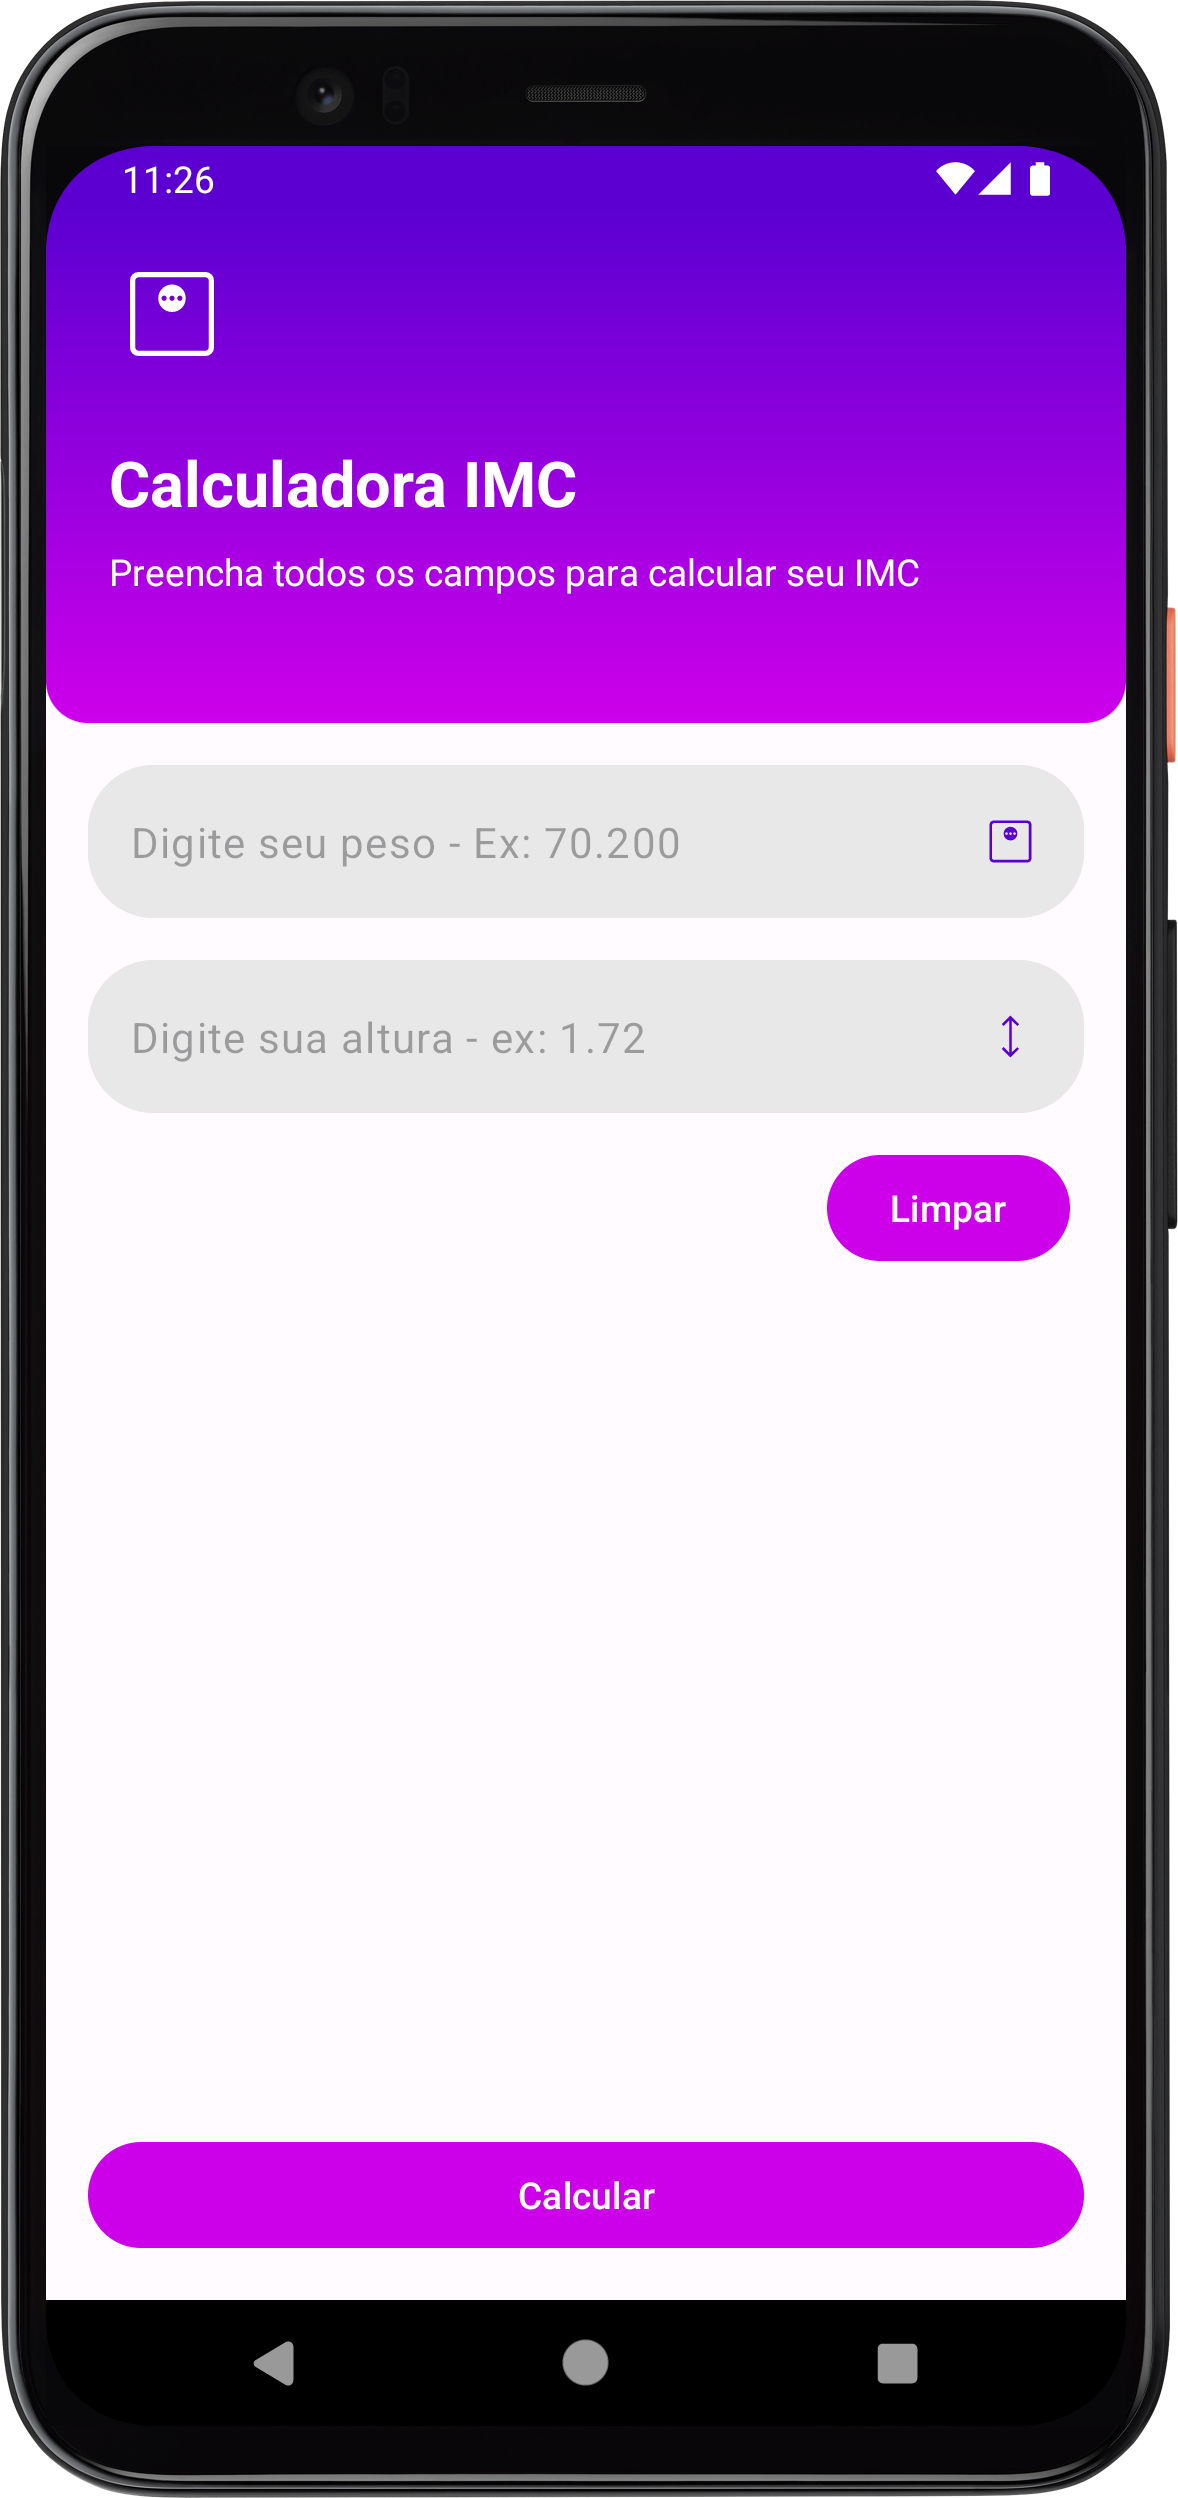 11:26
Calculadora IMC
Preencha todos os campos para calcular seu IMC
Digite seu peso - Ex: 70.200
Digite sua altura - ex: 1.72
Limpar
Calcular